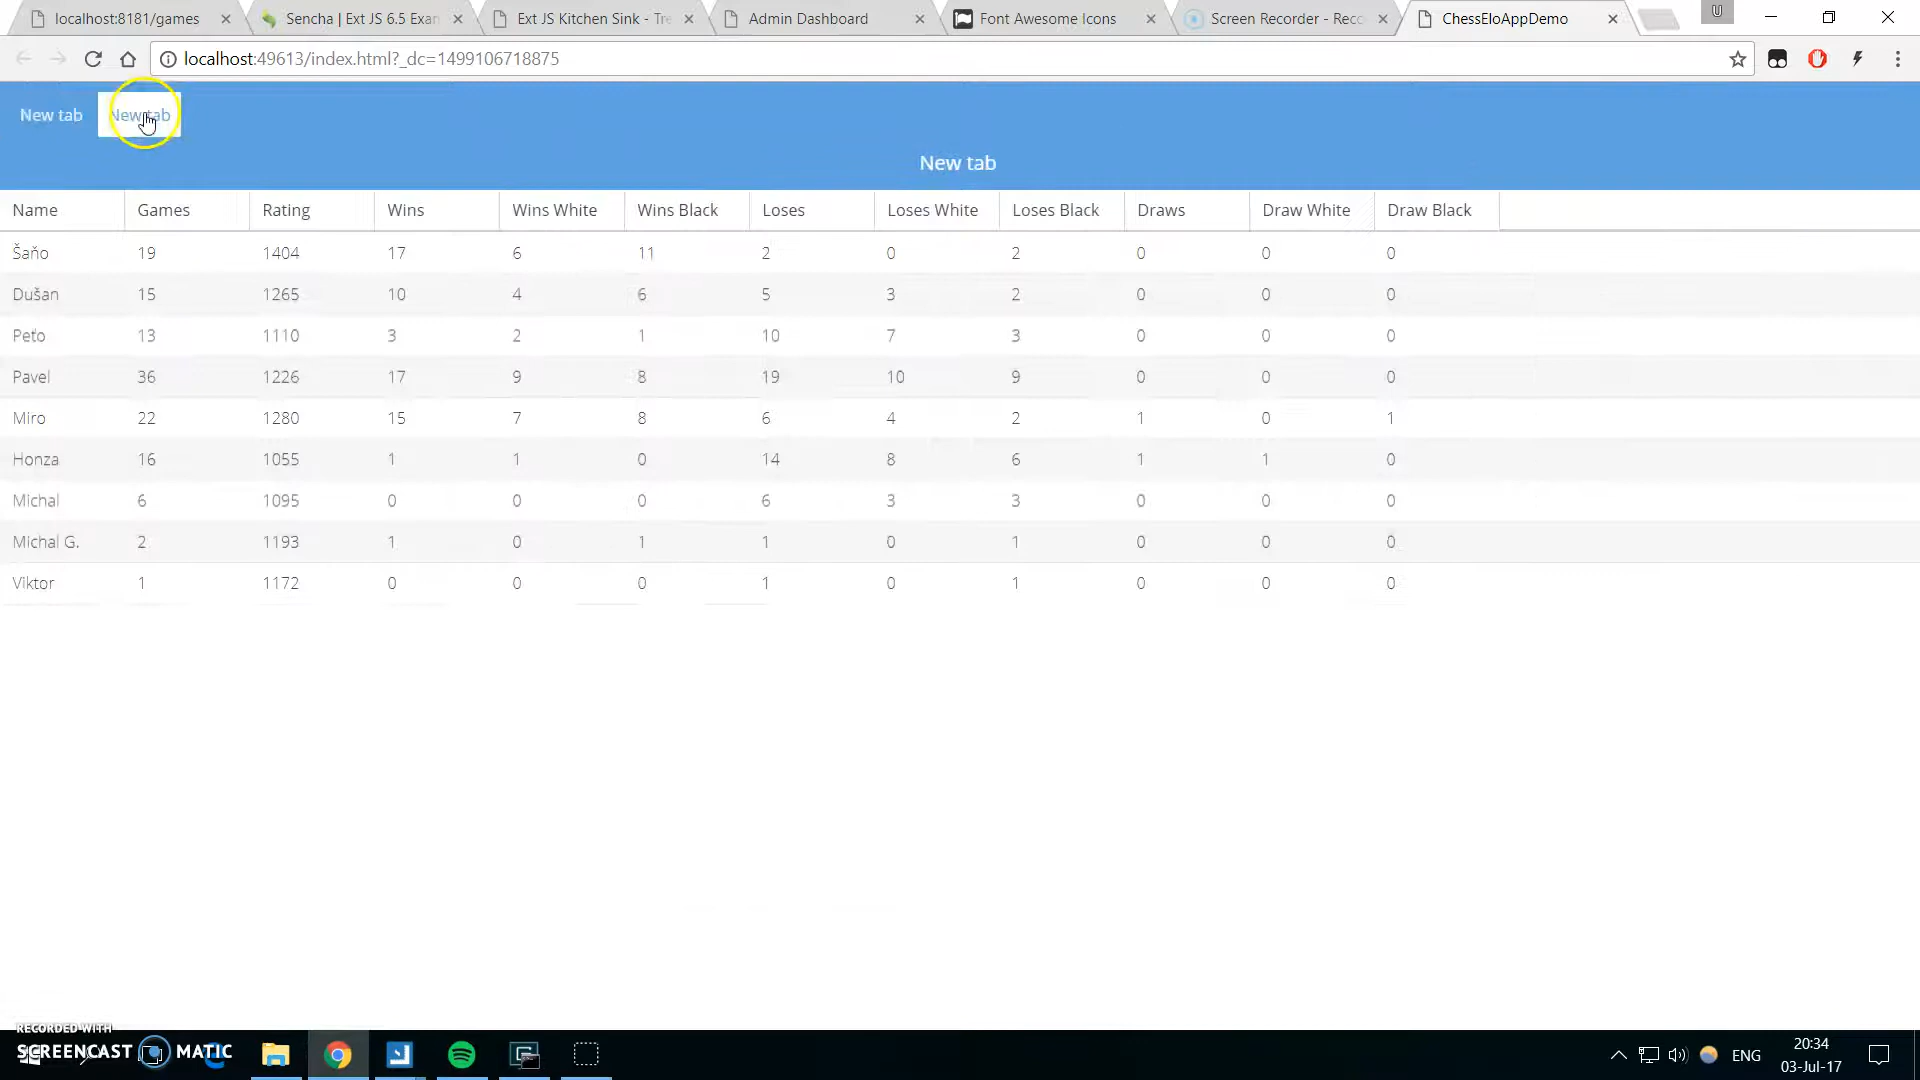 localhost:8181/games
Sencha | Ext JS 6.5 Exar
Ext JS Kitchen Sink - Tre
Admin Dashboard
Font Awesome Icons
Screen Recorder - Recc
ChessEloAppDemo
U
localhost:49613/index.html?_dc=1499106718875
New tab New tab
New tab
Name Games Rating Wins Wins White Wins Black Loses Loses White Loses Black Draws Draw White Draw Black
Šaňo 19 1404 17 6 11 2 0 2 0 0 0
Dušan 15 1265 10 4 6 5 3 2 0 0 0
Peťo 13 1110 3 2 1 10 7 3 0 0 0
Pavel 36 1226 17 9 8 19 10 9 0 0 0
Miro 22 1280 15 7 8 6 4 2 1 0 1
Honza 16 1055 1 1 0 14 8 6 1 1 0
Michal 6 1095 0 0 0 6 3 3 0 0 0
Michal G. 2 1193 1 0 1 1 0 1 0 0 0
Viktor 1 1172 0 0 0 1 0 1 0 0 0
RECORDED WITH
SCREENCAST MATIC
ENG
20:34
03-Jul-17